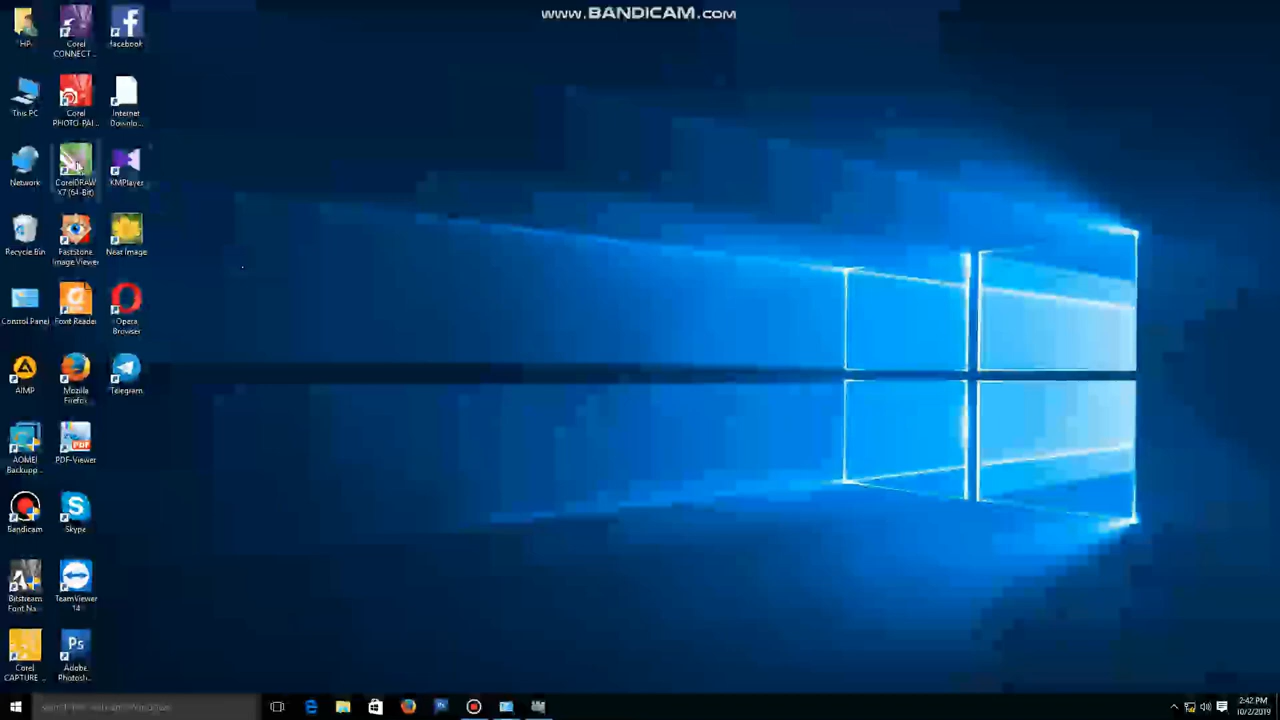 www.BANDICAM.com
HP
Corel
CONNECT ...
facebook
This PC
Corel
PHOTO-PAI...
Internet
Downlo...
Network
CorelDRAW
X7 (64-Bit)
KMPlayer
Recycle Bin
FastStone
Image Viewer
Neat Image
Control Panel
Foxit Reader
Opera
Browser
AIMP
Mozilla
Firefox
Telegram
AOMEI
Backupp...
PDF
PDF-Viewer
Bandicam
Skype
Bitstream
Font Na...
TeamViewer
14
Corel
CAPTURE ...
Ps
Adobe
Photosh...
2:42 PM
10/2/2019